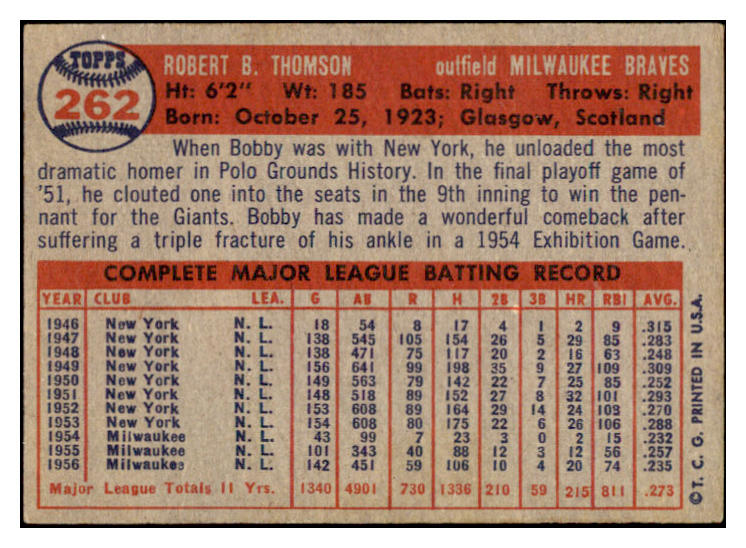 TOPPS
262
ROBERT B. THOMSON outfield MILWAUKEE BRAVES
Ht: 6'2" Wt: 185 Bats: Right Throws: Right
Born: October 25, 1923; Glasgow, Scotland
When Bobby was with New York, he unloaded the most
dramatic homer in Polo Grounds History. In the final playoff game of
'51, he clouted one into the seats in the 9th inning to win the pen-
nant for the Giants. Bobby has made a wonderful comeback after
suffering a triple fracture of his ankle in a 1954 Exhibition Game.
COMPLETE MAJOR LEAGUE BATTING RECORD
YEAR CLUB LEA. G AB R H 2B 3B HR RBI AVG.
1946 New York N. L. 18 54 8 17 4 1 2 9 .315
1947 New York N. L. 138 545 105 154 26 5 29 85 .283
1948 New York N. L. 138 471 75 117 20 2 16 63 .248
1949 New York N. L. 156 641 99 198 35 9 27 109 .309
1950 New York N. L. 149 563 79 142 22 7 25 85 .252
1951 New York N. L. 148 518 89 152 27 8 32 101 .293
1952 New York N. L. 153 608 89 164 29 14 24 108 .270
1953 New York N. L. 154 608 80 175 22 6 26 106 .288
1954 Milwaukee N. L. 43 99 7 23 3 0 2 15 .232
1955 Milwaukee N. L. 101 343 40 88 12 3 12 56 .257
1956 Milwaukee N. L. 142 451 59 106 10 4 20 74 .235
Major League Totals 11 Yrs. 1340 4901 730 1336 210 59 215 811 .273
©T. C. G. PRINTED IN U.S.A.